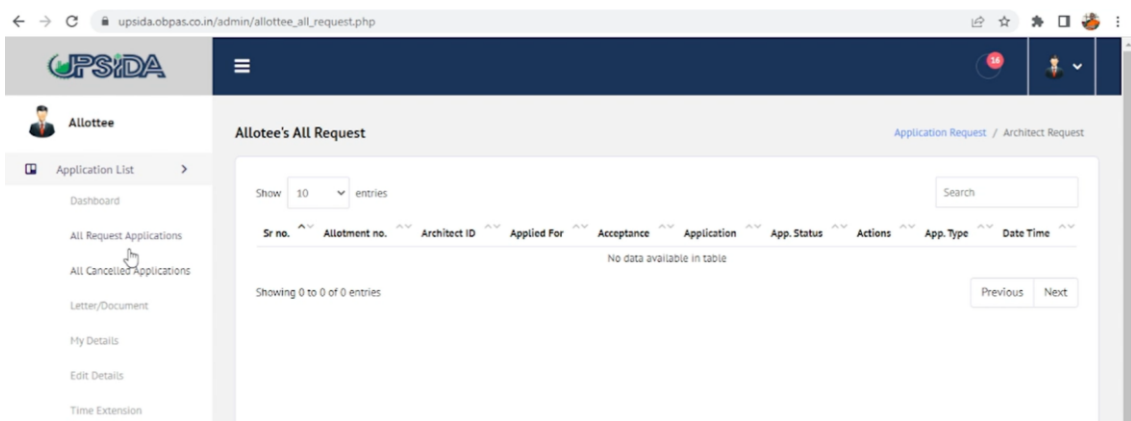 upsida.obpas.co.in/admin/allottee_all_request.php
UPSIDA
16
Allottee
Allotee's All Request
Application Request / Architect Request
Application List
Dashboard
All Request Applications
All Cancelled Applications
Letter/Document
My Details
Edit Details
Time Extension
Show 10 entries
Search
Sr no. Allotment no. Architect ID Applied For Acceptance Application App. Status Actions App. Type Date Time
No data available in table
Showing 0 to 0 of 0 entries
Previous Next